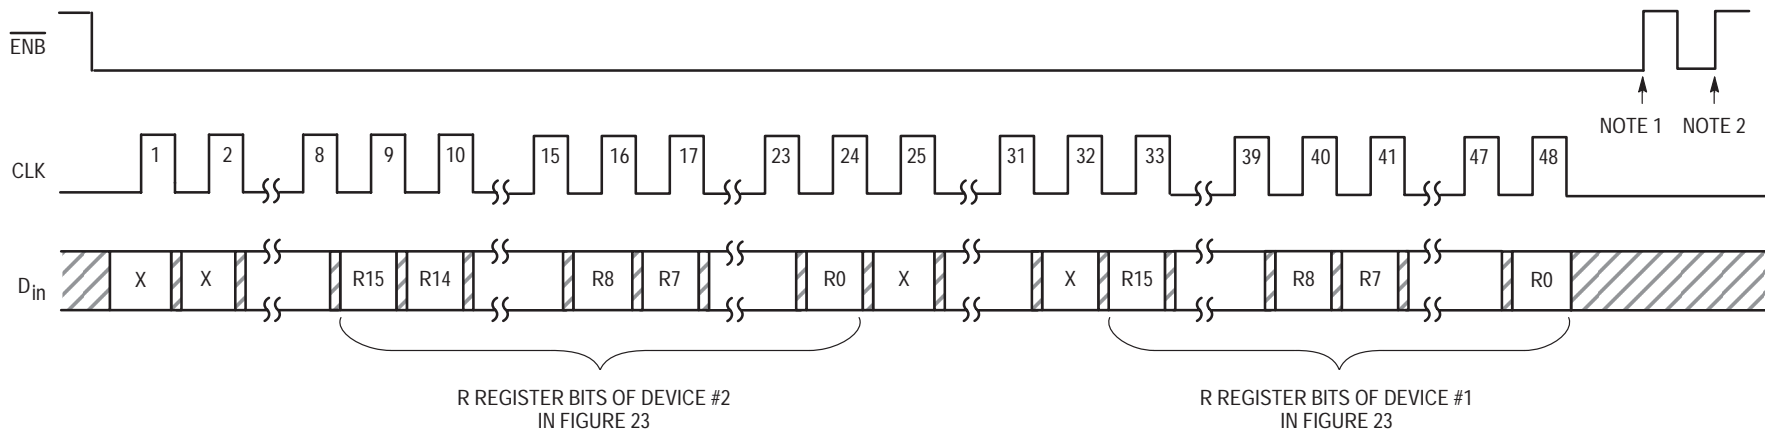 ENB
NOTE 1 NOTE 2
CLK 1 2 8 9 10 15 16 17 23 24 25 31 32 33 39 40 41 47 48
Din X X R15 R14 R8 R7 R0 X X R15 R8 R7 R0
R REGISTER BITS OF DEVICE #2
IN FIGURE 23
R REGISTER BITS OF DEVICE #1
IN FIGURE 23